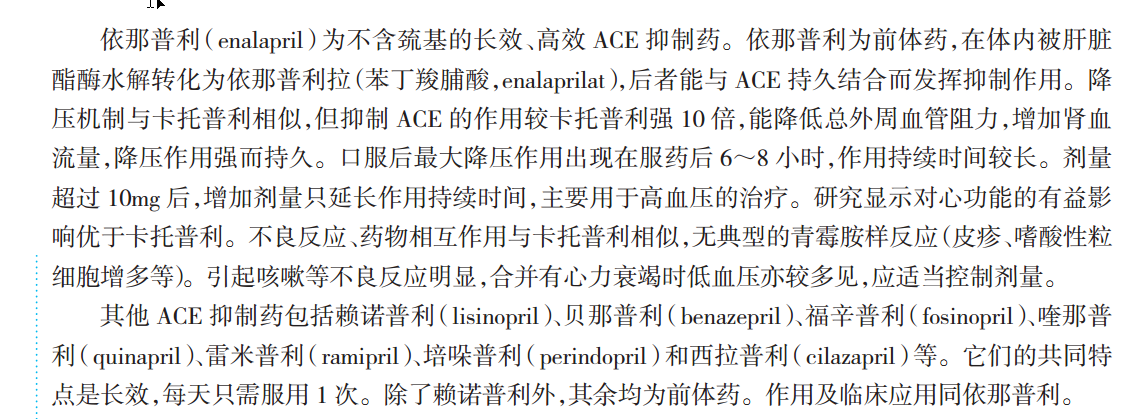 依那普利(enalapril)为不含巯基的长效、高效 ACE 抑制药。依那普利为前体药,在体内被肝脏
酯酶水解转化为依那普利拉(苯丁羧脯酸,enalaprilat),后者能与 ACE 持久结合而发挥抑制作用。降
压机制与卡托普利相似,但抑制 ACE 的作用较卡托普利强 10 倍,能降低总外周血管阻力,增加肾血
流量,降压作用强而持久。口服后最大降压作用出现在服药后 6~8 小时,作用持续时间较长。剂量
超过 10mg 后,增加剂量只延长作用持续时间,主要用于高血压的治疗。研究显示对心功能的有益影
响优于卡托普利。不良反应、药物相互作用与卡托普利相似,无典型的青霉胺样反应(皮疹、嗜酸性粒
细胞增多等)。引起咳嗽等不良反应明显,合并有心力衰竭时低血压亦较多见,应适当控制剂量。
其他 ACE 抑制药包括赖诺普利(lisinopril)、贝那普利(benazepril)、福辛普利(fosinopril)、喹那普
利(quinapril)、雷米普利(ramipril)、培哚普利(perindopril)和西拉普利(cilazapril)等。它们的共同特
点是长效,每天只需服用 1 次。除了赖诺普利外,其余均为前体药。作用及临床应用同依那普利。